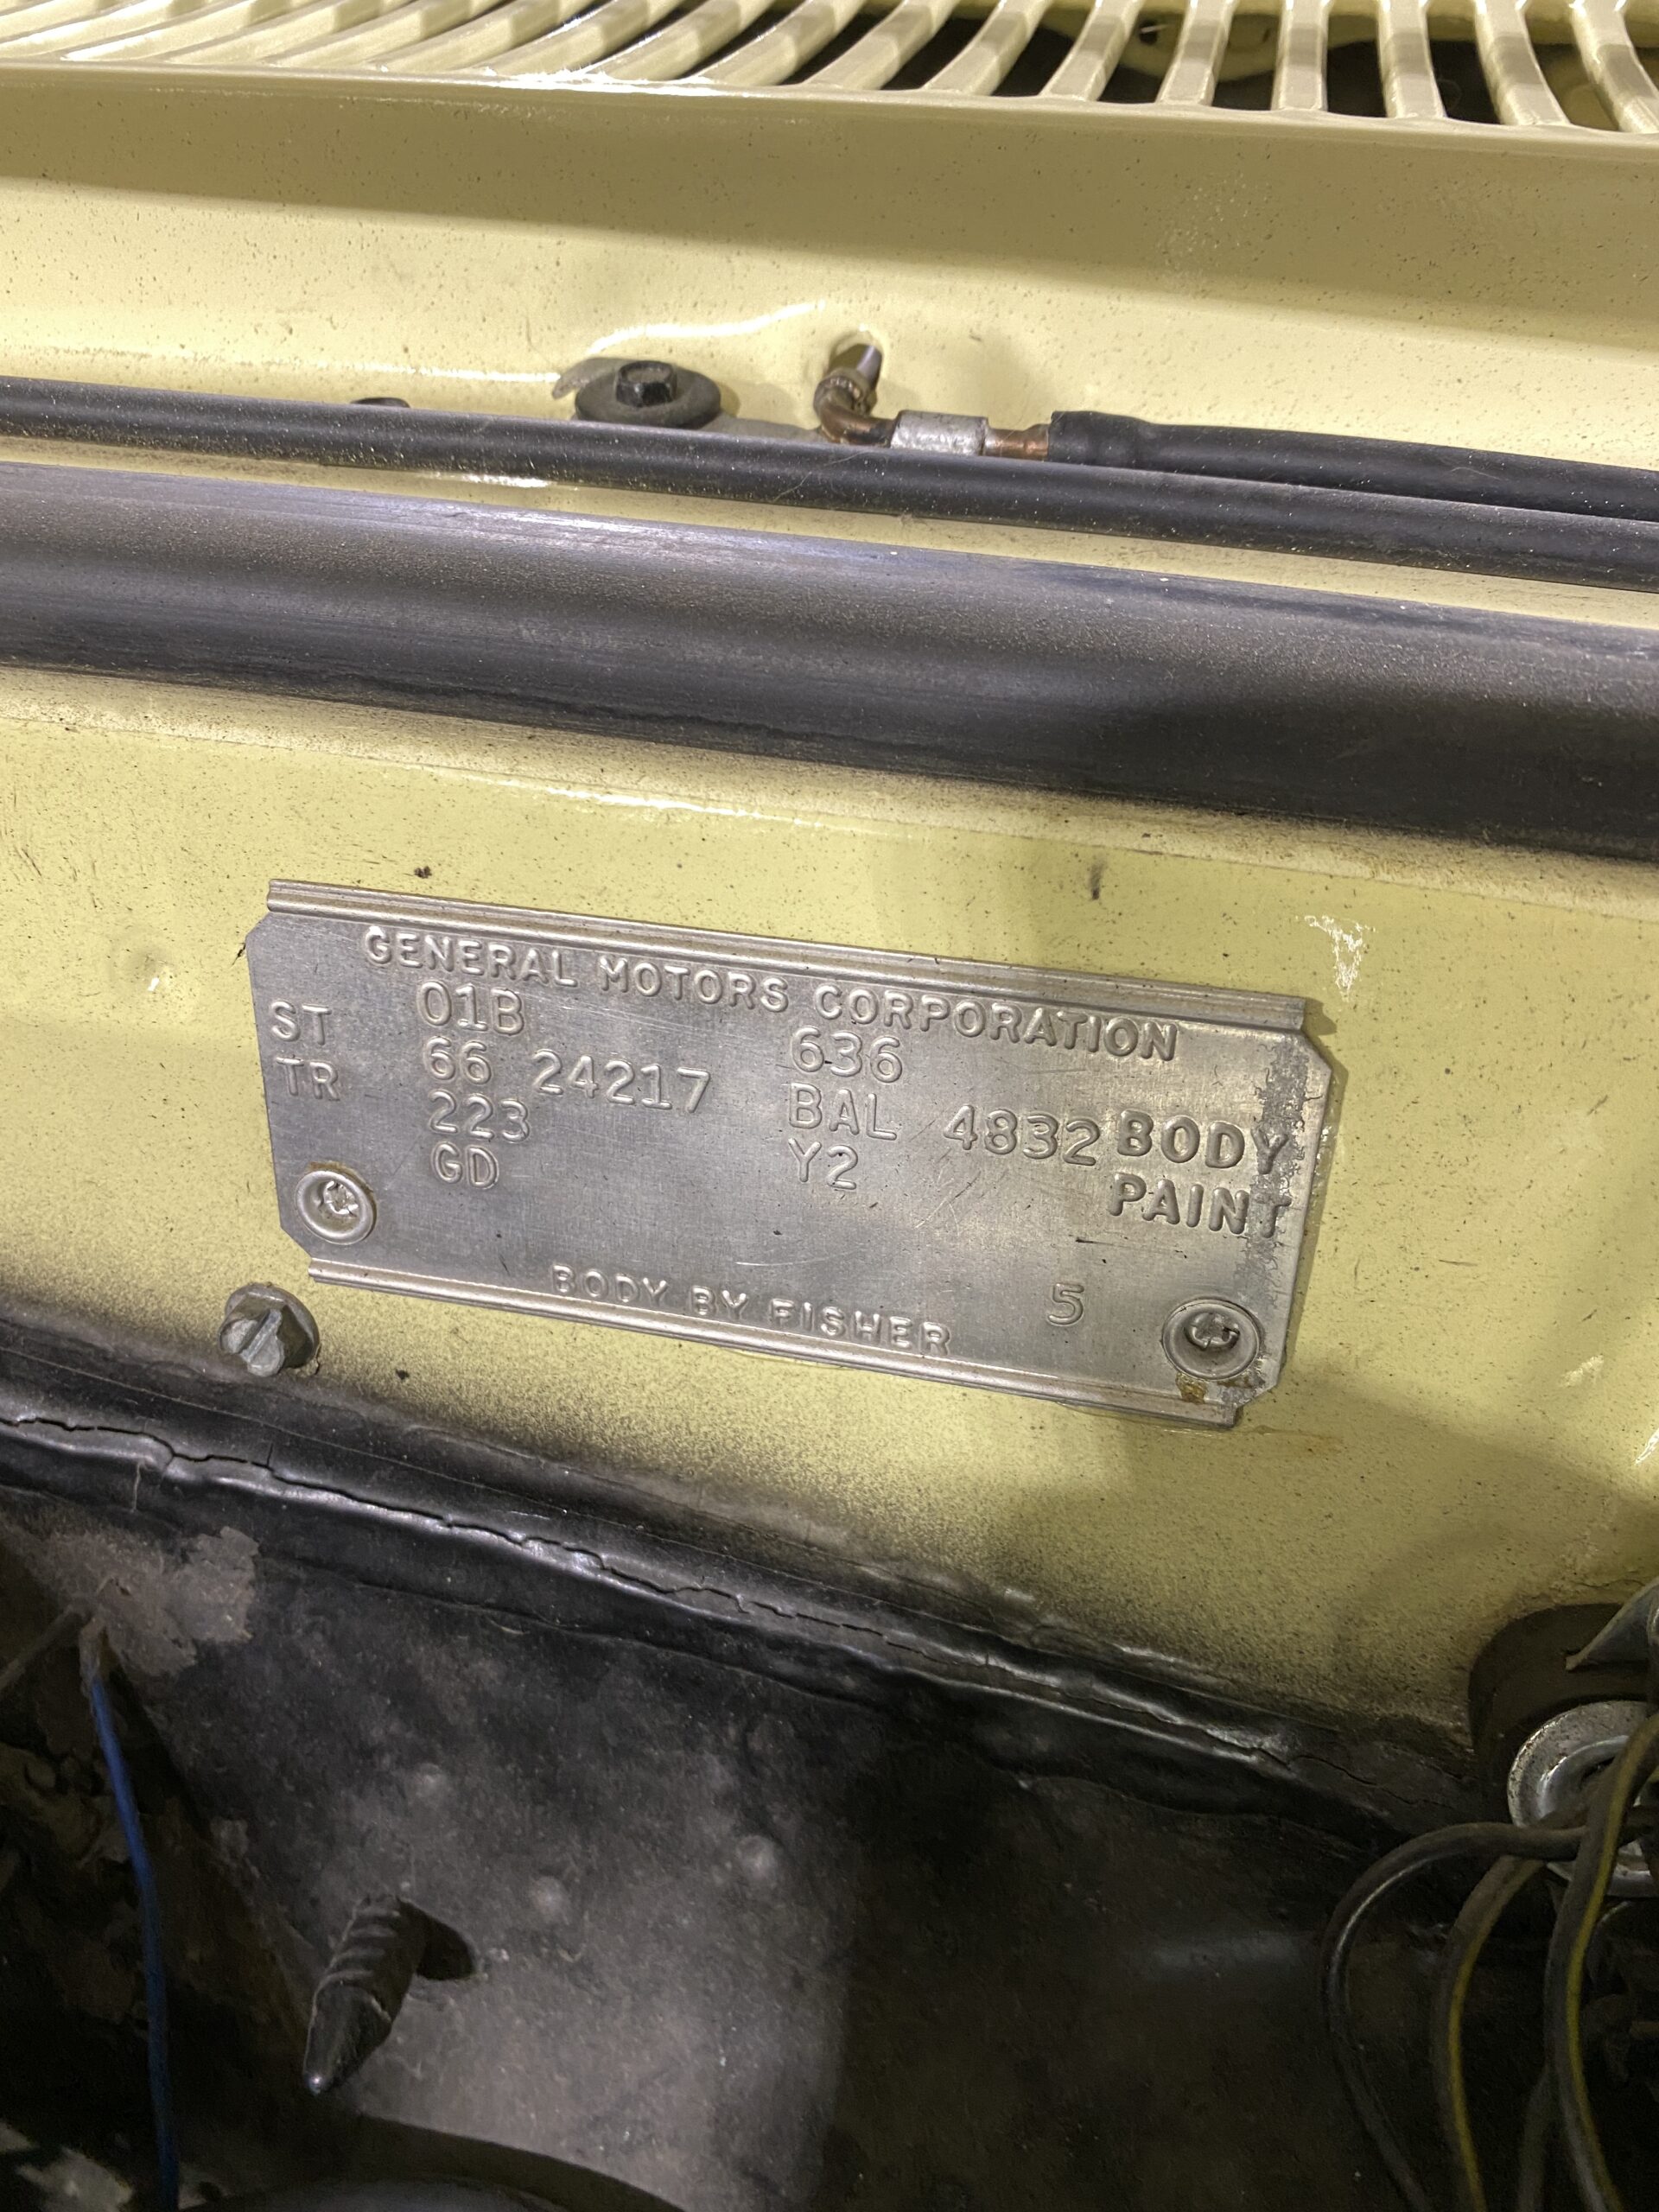 GENERAL MOTORS CORPORATION
01B 636
ST 66 24217 BAL 4832 BODY
TR 223 Y2 PAINT
GD
BODY BY FISHER 5